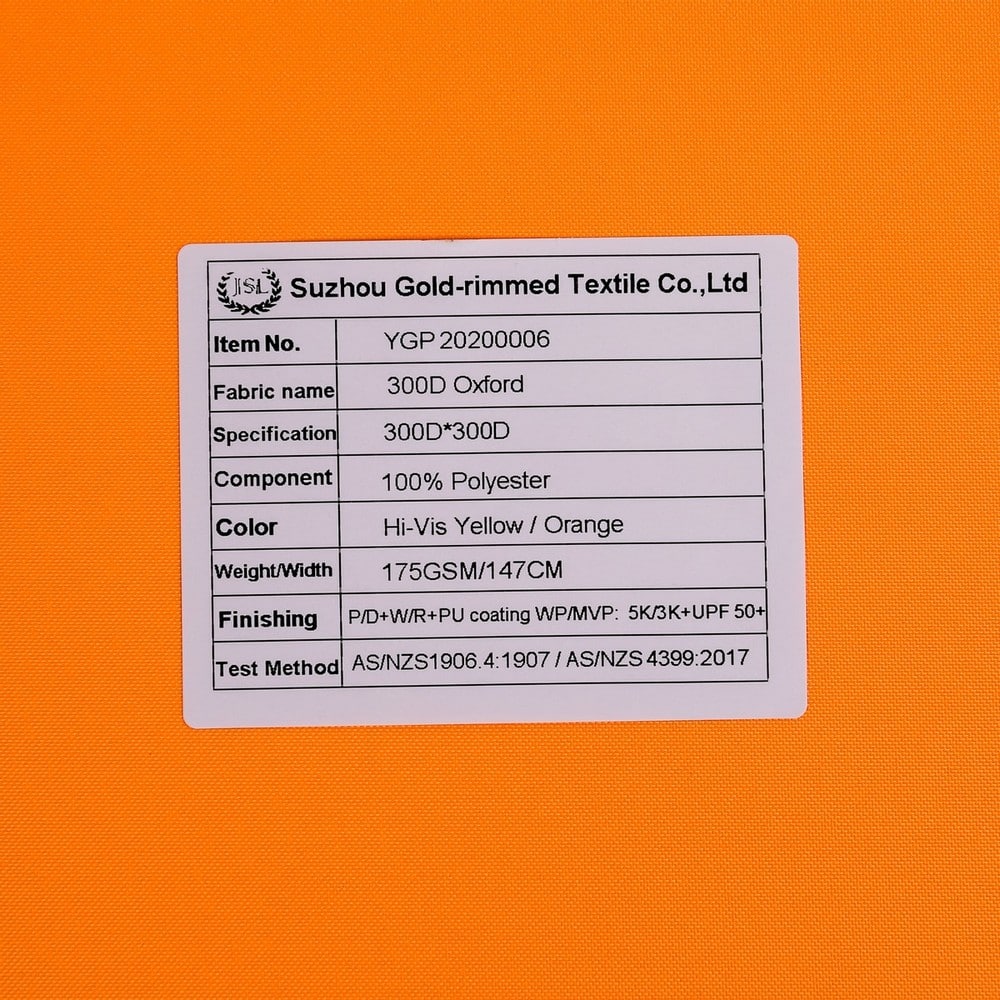 JSL Suzhou Gold-rimmed Textile Co.,Ltd
Item No. YGP 20200006
Fabric name 300D Oxford
Specification 300D*300D
Component 100% Polyester
Color Hi-Vis Yellow / Orange
Weight/Width 175GSM/147CM
Finishing P/D+W/R+PU coating WP/MVP: 5K/3K+UPF 50+
Test Method AS/NZS1906.4:1907 / AS/NZS 4399:2017